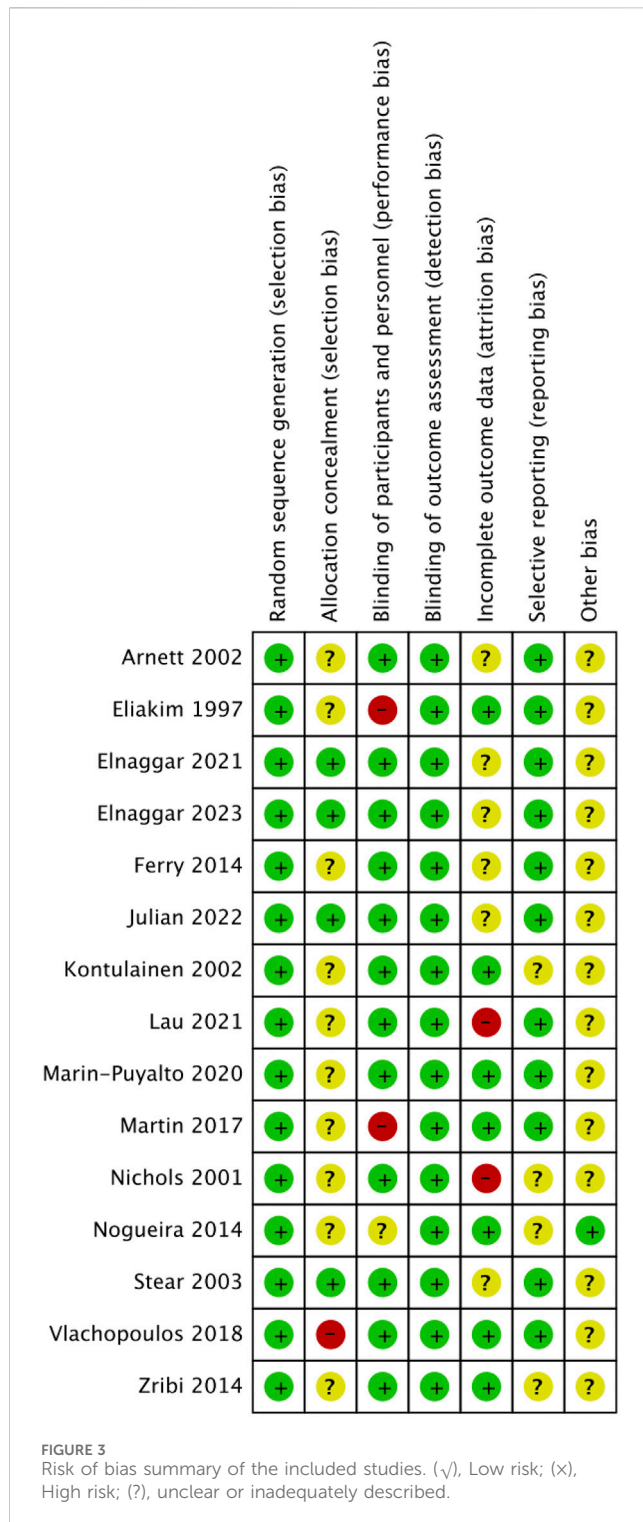 Random sequence generation (selection bias)
Allocation concealment (selection bias)
Blinding of participants and personnel (performance bias)
Blinding of outcome assessment (detection bias)
Incomplete outcome data (attrition bias)
Selective reporting (reporting bias)
Other bias
Arnett 2002 + ? + + ? + ?
Eliakim 1997 + ? - + + + ?
Elnaggar 2021 + + + + ? + ?
Elnaggar 2023 + + + + ? + ?
Ferry 2014 + ? + + ? + ?
Julian 2022 + + + + ? + ?
Kontulainen 2002 + ? + + + ? ?
Lau 2021 + ? + + - + ?
Marin-Puyalto 2020 + ? + + + + ?
Martin 2017 + ? - + + + ?
Nichols 2001 + ? + + - ? ?
Nogueira 2014 + ? ? + + ? +
Stear 2003 + + + + ? + ?
Vlachopoulos 2018 + - + + + + ?
Zribi 2014 + ? + + + ? ?
FIGURE 3
Risk of bias summary of the included studies. (√), Low risk; (×),
High risk; (?), unclear or inadequately described.